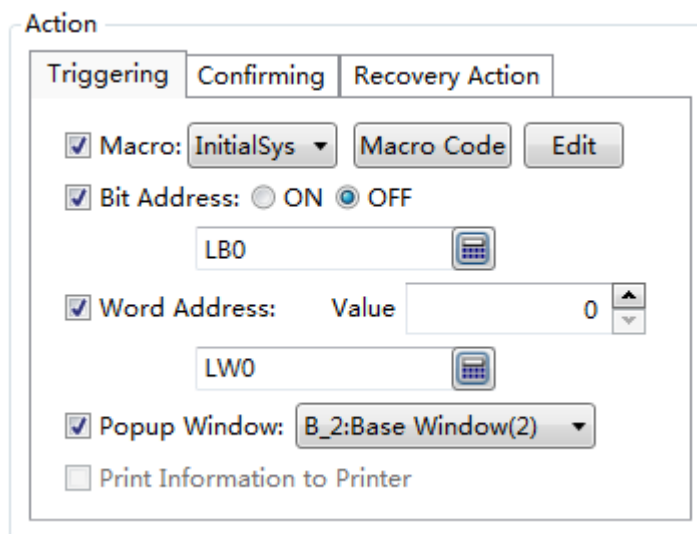 Action
Triggering Confirming Recovery Action
Macro: InitialSys Macro Code Edit
Bit Address: ON OFF
LB0
Word Address: Value 0
LW0
Popup Window: B_2:Base Window(2)
Print Information to Printer